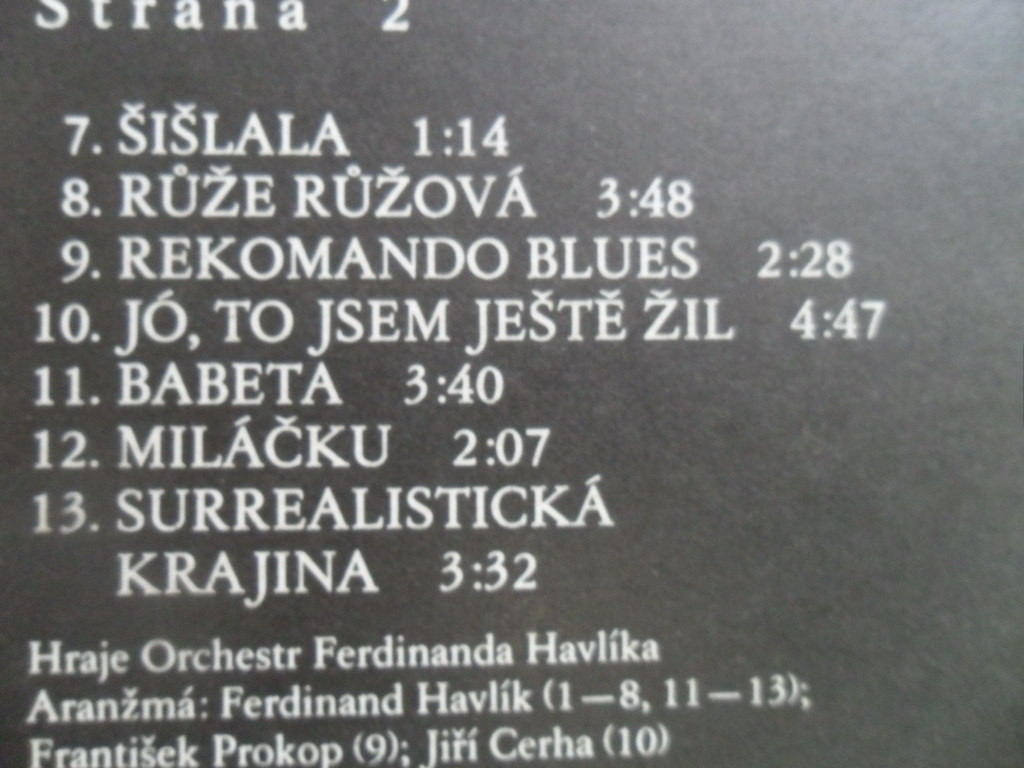 Strana 2
7. ŠIŠLALA 1:14
8. RŮŽE RŮŽOVÁ 3:48
9. REKOMANDO BLUES 2:28
10. JÓ, TO JSEM JEŠTĚ ŽIL 4:47
11. BABETA 3:40
12. MILÁČKU 2:07
13. SURREALISTICKÁ
KRAJINA 3:32
Hraje Orchestr Ferdinanda Havlíka
Aranžmá: Ferdinand Havlík (1—8, 11—13);
František Prokop (9); Jiří Cerha (10)